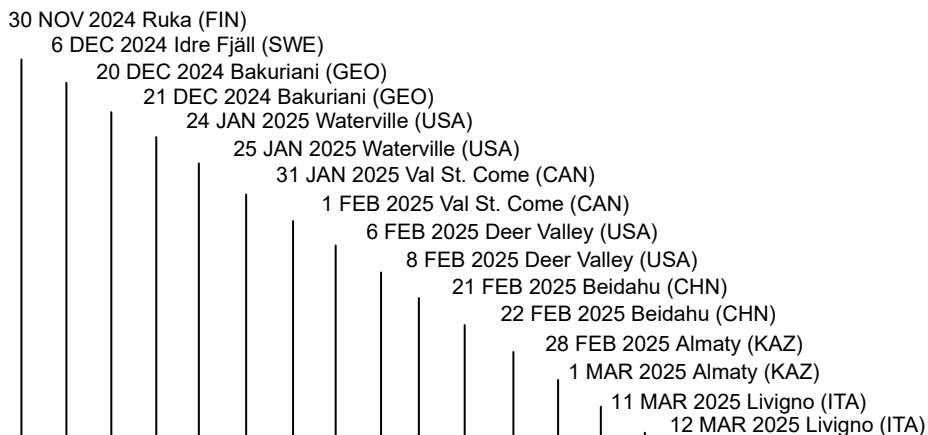 30 NOV 2024 Ruka (FIN)
6 DEC 2024 Idre Fjäll (SWE)
20 DEC 2024 Bakuriani (GEO)
21 DEC 2024 Bakuriani (GEO)
24 JAN 2025 Waterville (USA)
25 JAN 2025 Waterville (USA)
31 JAN 2025 Val St. Come (CAN)
1 FEB 2025 Val St. Come (CAN)
6 FEB 2025 Deer Valley (USA)
8 FEB 2025 Deer Valley (USA)
21 FEB 2025 Beidahu (CHN)
22 FEB 2025 Beidahu (CHN)
28 FEB 2025 Almaty (KAZ)
1 MAR 2025 Almaty (KAZ)
11 MAR 2025 Livigno (ITA)
12 MAR 2025 Livigno (ITA)